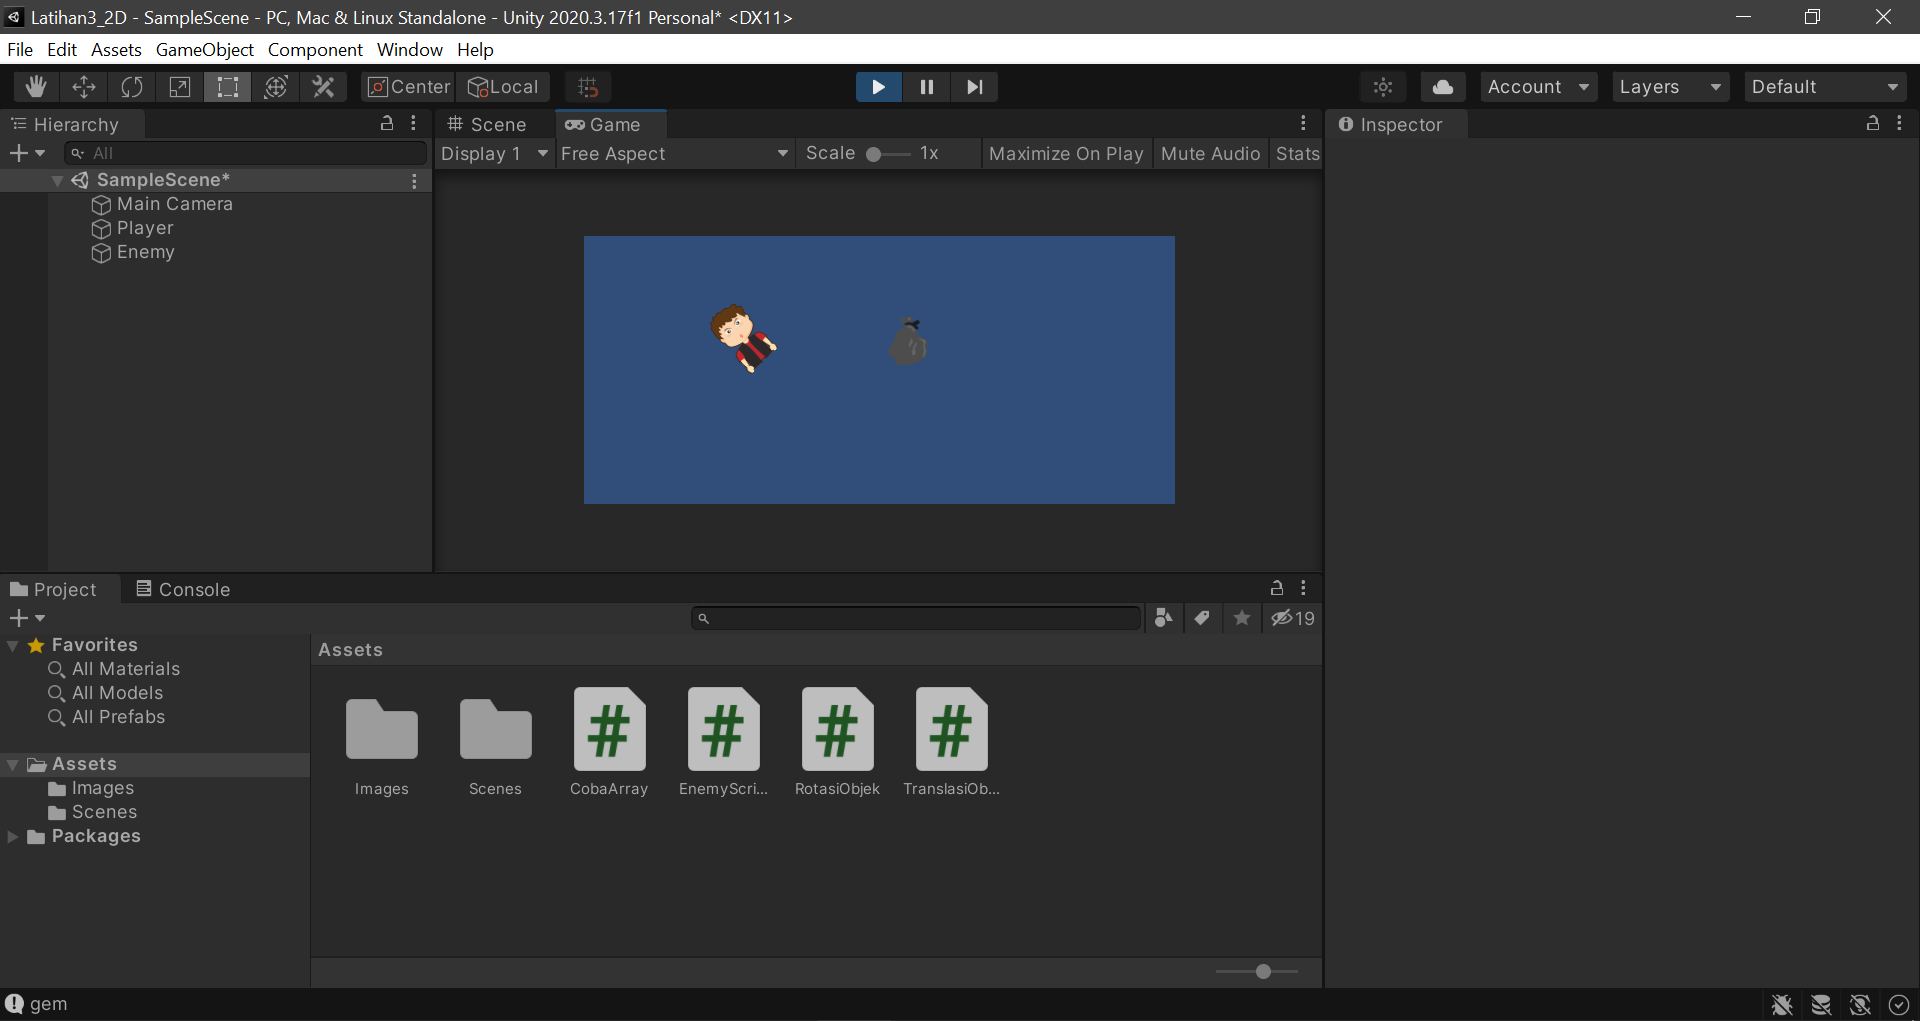 Latihan3_2D - SampleScene - PC, Mac & Linux Standalone - Unity 2020.3.17f1 Personal* <DX11>
File Edit Assets GameObject Component Window Help
Center Local Account Layers Default
Hierarchy Scene Game Inspector
All Display 1 Free Aspect Scale 1x Maximize On Play Mute Audio Stats
SampleScene*
Main Camera
Player
Enemy
Project Console
19
Favorites
All Materials
All Models
All Prefabs
Assets
Images
Scenes
Packages
Assets
Images Scenes CobaArray EnemyScri... RotasiObjek TranslasiOb...
gem